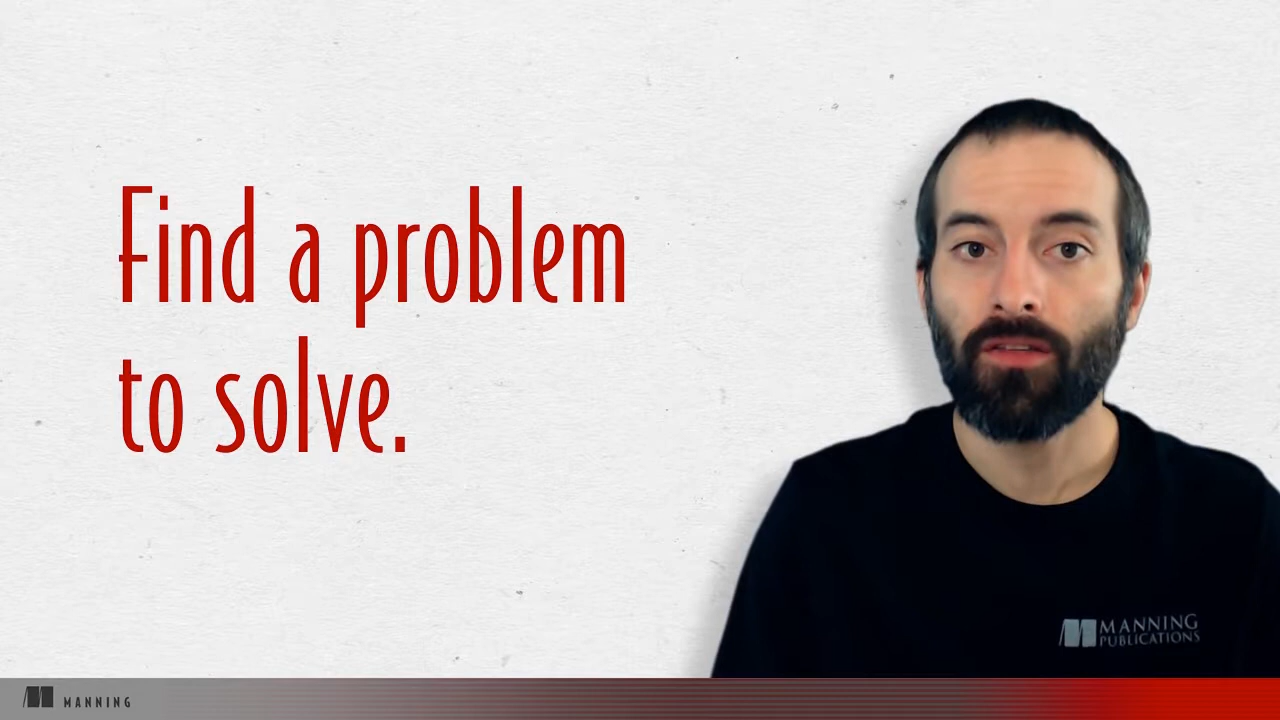 Find a problem
to solve.
MANNING
PUBLICATIONS
MANNING